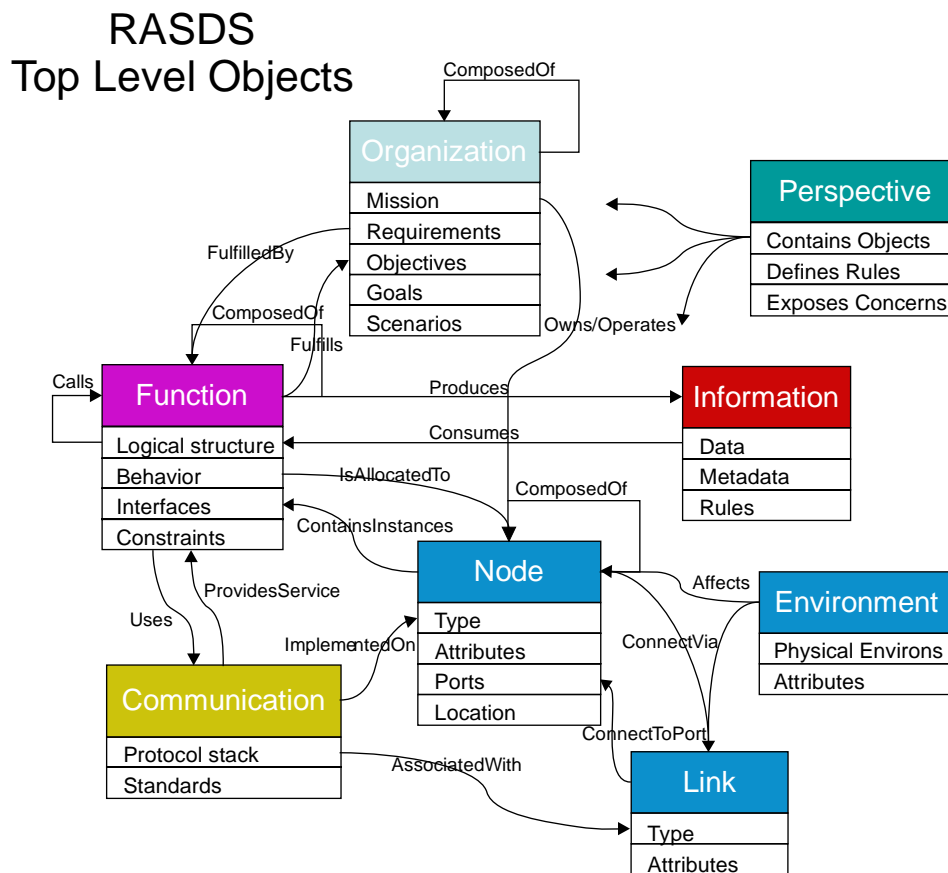 RASDS
Top Level Objects
ComposedOf
Organization
Mission
Requirements
Objectives
Goals
Scenarios
Perspective
Contains Objects
Defines Rules
Exposes Concerns
FulfilledBy
ComposedOf
Fulfills
Owns/Operates
Calls
Function
Logical structure
Behavior
Interfaces
Constraints
Produces
Consumes
Information
Data
Metadata
Rules
IsAllocatedTo
ComposedOf
ContainsInstances
Node
Type
Attributes
Ports
Location
Affects
Environment
Physical Environs
Attributes
ProvidesService
Uses
ImplementedOn
ConnectVia
Communication
Protocol stack
Standards
ConnectToPort
AssociatedWith
Link
Type
Attributes